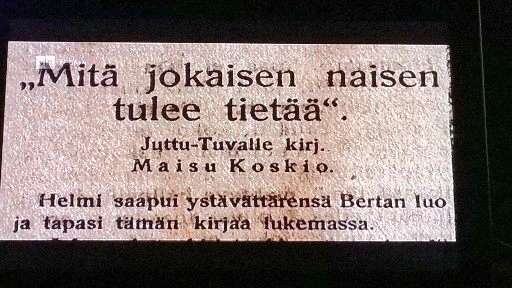 „Mitä jokaisen naisen
tulee tietää“.
Juttu-Tuvalle kirj.
Maisu Koskio.
Helmi saapui ystävättärensä Bertan luo
ja tapasi tämän kirjaa lukemassa.